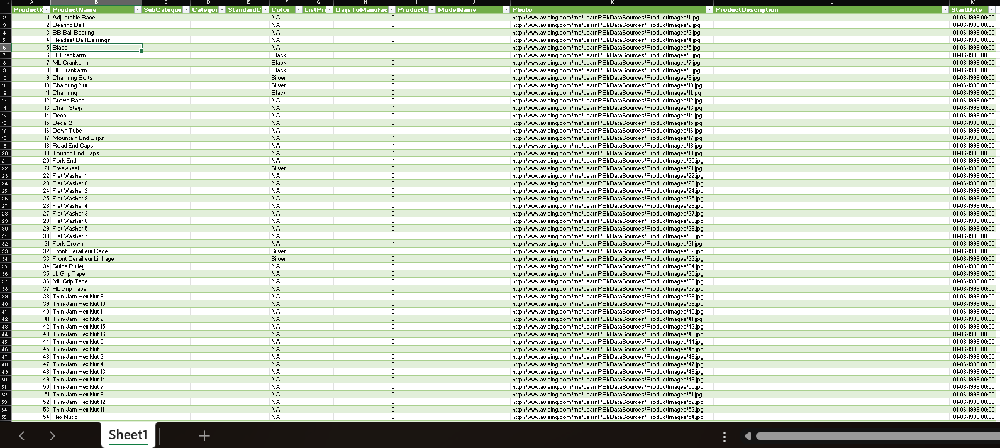 A B C D E F G H I J K L M
1 ProductK ProductName SubCategory Categor StandardC Color ListPri DaysToManufac ProductLi ModelName Photo ProductDescription StartDate
2 1 Adjustable Race NA 0 http://www.avising.com/me/LearnPBI/DataSources/ProductImages/1.jpg 01-06-1998 00:00
3 2 Bearing Ball NA 0 http://www.avising.com/me/LearnPBI/DataSources/ProductImages/2.jpg 01-06-1998 00:00
4 3 BB Ball Bearing NA 1 http://www.avising.com/me/LearnPBI/DataSources/ProductImages/3.jpg 01-06-1998 00:00
5 4 Headset Ball Bearings NA 0 http://www.avising.com/me/LearnPBI/DataSources/ProductImages/4.jpg 01-06-1998 00:00
6 5 Blade NA 1 http://www.avising.com/me/LearnPBI/DataSources/ProductImages/5.jpg 01-06-1998 00:00
7 6 LL Crankarm Black 0 http://www.avising.com/me/LearnPBI/DataSources/ProductImages/6.jpg 01-06-1998 00:00
8 7 ML Crankarm Black 0 http://www.avising.com/me/LearnPBI/DataSources/ProductImages/7.jpg 01-06-1998 00:00
9 8 HL Crankarm Black 0 http://www.avising.com/me/LearnPBI/DataSources/ProductImages/8.jpg 01-06-1998 00:00
10 9 Chainring Bolts Silver 0 http://www.avising.com/me/LearnPBI/DataSources/ProductImages/9.jpg 01-06-1998 00:00
11 10 Chainring Nut Silver 0 http://www.avising.com/me/LearnPBI/DataSources/ProductImages/10.jpg 01-06-1998 00:00
12 11 Chainring Black 0 http://www.avising.com/me/LearnPBI/DataSources/ProductImages/11.jpg 01-06-1998 00:00
13 12 Crown Race NA 0 http://www.avising.com/me/LearnPBI/DataSources/ProductImages/12.jpg 01-06-1998 00:00
14 13 Chain Stays NA 1 http://www.avising.com/me/LearnPBI/DataSources/ProductImages/13.jpg 01-06-1998 00:00
15 14 Decal 1 NA 0 http://www.avising.com/me/LearnPBI/DataSources/ProductImages/14.jpg 01-06-1998 00:00
16 15 Decal 2 NA 0 http://www.avising.com/me/LearnPBI/DataSources/ProductImages/15.jpg 01-06-1998 00:00
17 16 Down Tube NA 1 http://www.avising.com/me/LearnPBI/DataSources/ProductImages/16.jpg 01-06-1998 00:00
18 17 Mountain End Caps NA 1 http://www.avising.com/me/LearnPBI/DataSources/ProductImages/17.jpg 01-06-1998 00:00
19 18 Road End Caps NA 1 http://www.avising.com/me/LearnPBI/DataSources/ProductImages/18.jpg 01-06-1998 00:00
20 19 Touring End Caps NA 1 http://www.avising.com/me/LearnPBI/DataSources/ProductImages/19.jpg 01-06-1998 00:00
21 20 Fork End NA 1 http://www.avising.com/me/LearnPBI/DataSources/ProductImages/20.jpg 01-06-1998 00:00
22 21 Freewheel Silver 0 http://www.avising.com/me/LearnPBI/DataSources/ProductImages/21.jpg 01-06-1998 00:00
23 22 Flat Washer 1 NA 0 http://www.avising.com/me/LearnPBI/DataSources/ProductImages/22.jpg 01-06-1998 00:00
24 23 Flat Washer 6 NA 0 http://www.avising.com/me/LearnPBI/DataSources/ProductImages/23.jpg 01-06-1998 00:00
25 24 Flat Washer 2 NA 0 http://www.avising.com/me/LearnPBI/DataSources/ProductImages/24.jpg 01-06-1998 00:00
26 25 Flat Washer 9 NA 0 http://www.avising.com/me/LearnPBI/DataSources/ProductImages/25.jpg 01-06-1998 00:00
27 26 Flat Washer 4 NA 0 http://www.avising.com/me/LearnPBI/DataSources/ProductImages/26.jpg 01-06-1998 00:00
28 27 Flat Washer 3 NA 0 http://www.avising.com/me/LearnPBI/DataSources/ProductImages/27.jpg 01-06-1998 00:00
29 28 Flat Washer 8 NA 0 http://www.avising.com/me/LearnPBI/DataSources/ProductImages/28.jpg 01-06-1998 00:00
30 29 Flat Washer 5 NA 0 http://www.avising.com/me/LearnPBI/DataSources/ProductImages/29.jpg 01-06-1998 00:00
31 30 Flat Washer 7 NA 0 http://www.avising.com/me/LearnPBI/DataSources/ProductImages/30.jpg 01-06-1998 00:00
32 31 Fork Crown NA 1 http://www.avising.com/me/LearnPBI/DataSources/ProductImages/31.jpg 01-06-1998 00:00
33 32 Front Derailleur Cage Silver 0 http://www.avising.com/me/LearnPBI/DataSources/ProductImages/32.jpg 01-06-1998 00:00
34 33 Front Derailleur Linkage Silver 0 http://www.avising.com/me/LearnPBI/DataSources/ProductImages/33.jpg 01-06-1998 00:00
35 34 Guide Pulley NA 0 http://www.avising.com/me/LearnPBI/DataSources/ProductImages/34.jpg 01-06-1998 00:00
36 35 LL Grip Tape NA 0 http://www.avising.com/me/LearnPBI/DataSources/ProductImages/35.jpg 01-06-1998 00:00
37 36 ML Grip Tape NA 0 http://www.avising.com/me/LearnPBI/DataSources/ProductImages/36.jpg 01-06-1998 00:00
38 37 HL Grip Tape NA 0 http://www.avising.com/me/LearnPBI/DataSources/ProductImages/37.jpg 01-06-1998 00:00
39 38 Thin-Jam Hex Nut 9 NA 0 http://www.avising.com/me/LearnPBI/DataSources/ProductImages/38.jpg 01-06-1998 00:00
40 39 Thin-Jam Hex Nut 10 NA 0 http://www.avising.com/me/LearnPBI/DataSources/ProductImages/39.jpg 01-06-1998 00:00
41 40 Thin-Jam Hex Nut 1 NA 0 http://www.avising.com/me/LearnPBI/DataSources/ProductImages/40.jpg 01-06-1998 00:00
42 41 Thin-Jam Hex Nut 2 NA 0 http://www.avising.com/me/LearnPBI/DataSources/ProductImages/41.jpg 01-06-1998 00:00
43 42 Thin-Jam Hex Nut 15 NA 0 http://www.avising.com/me/LearnPBI/DataSources/ProductImages/42.jpg 01-06-1998 00:00
44 43 Thin-Jam Hex Nut 16 NA 0 http://www.avising.com/me/LearnPBI/DataSources/ProductImages/43.jpg 01-06-1998 00:00
45 44 Thin-Jam Hex Nut 5 NA 0 http://www.avising.com/me/LearnPBI/DataSources/ProductImages/44.jpg 01-06-1998 00:00
46 45 Thin-Jam Hex Nut 6 NA 0 http://www.avising.com/me/LearnPBI/DataSources/ProductImages/45.jpg 01-06-1998 00:00
47 46 Thin-Jam Hex Nut 3 NA 0 http://www.avising.com/me/LearnPBI/DataSources/ProductImages/46.jpg 01-06-1998 00:00
48 47 Thin-Jam Hex Nut 4 NA 0 http://www.avising.com/me/LearnPBI/DataSources/ProductImages/47.jpg 01-06-1998 00:00
49 48 Thin-Jam Hex Nut 13 NA 0 http://www.avising.com/me/LearnPBI/DataSources/ProductImages/48.jpg 01-06-1998 00:00
50 49 Thin-Jam Hex Nut 14 NA 0 http://www.avising.com/me/LearnPBI/DataSources/ProductImages/49.jpg 01-06-1998 00:00
51 50 Thin-Jam Hex Nut 7 NA 0 http://www.avising.com/me/LearnPBI/DataSources/ProductImages/50.jpg 01-06-1998 00:00
52 51 Thin-Jam Hex Nut 8 NA 0 http://www.avising.com/me/LearnPBI/DataSources/ProductImages/51.jpg 01-06-1998 00:00
53 52 Thin-Jam Hex Nut 12 NA 0 http://www.avising.com/me/LearnPBI/DataSources/ProductImages/52.jpg 01-06-1998 00:00
54 53 Thin-Jam Hex Nut 11 NA 0 http://www.avising.com/me/LearnPBI/DataSources/ProductImages/53.jpg 01-06-1998 00:00
55 54 Hex Nut 5 NA 0 http://www.avising.com/me/LearnPBI/DataSources/ProductImages/54.jpg 01-06-1998 00:00
Sheet1